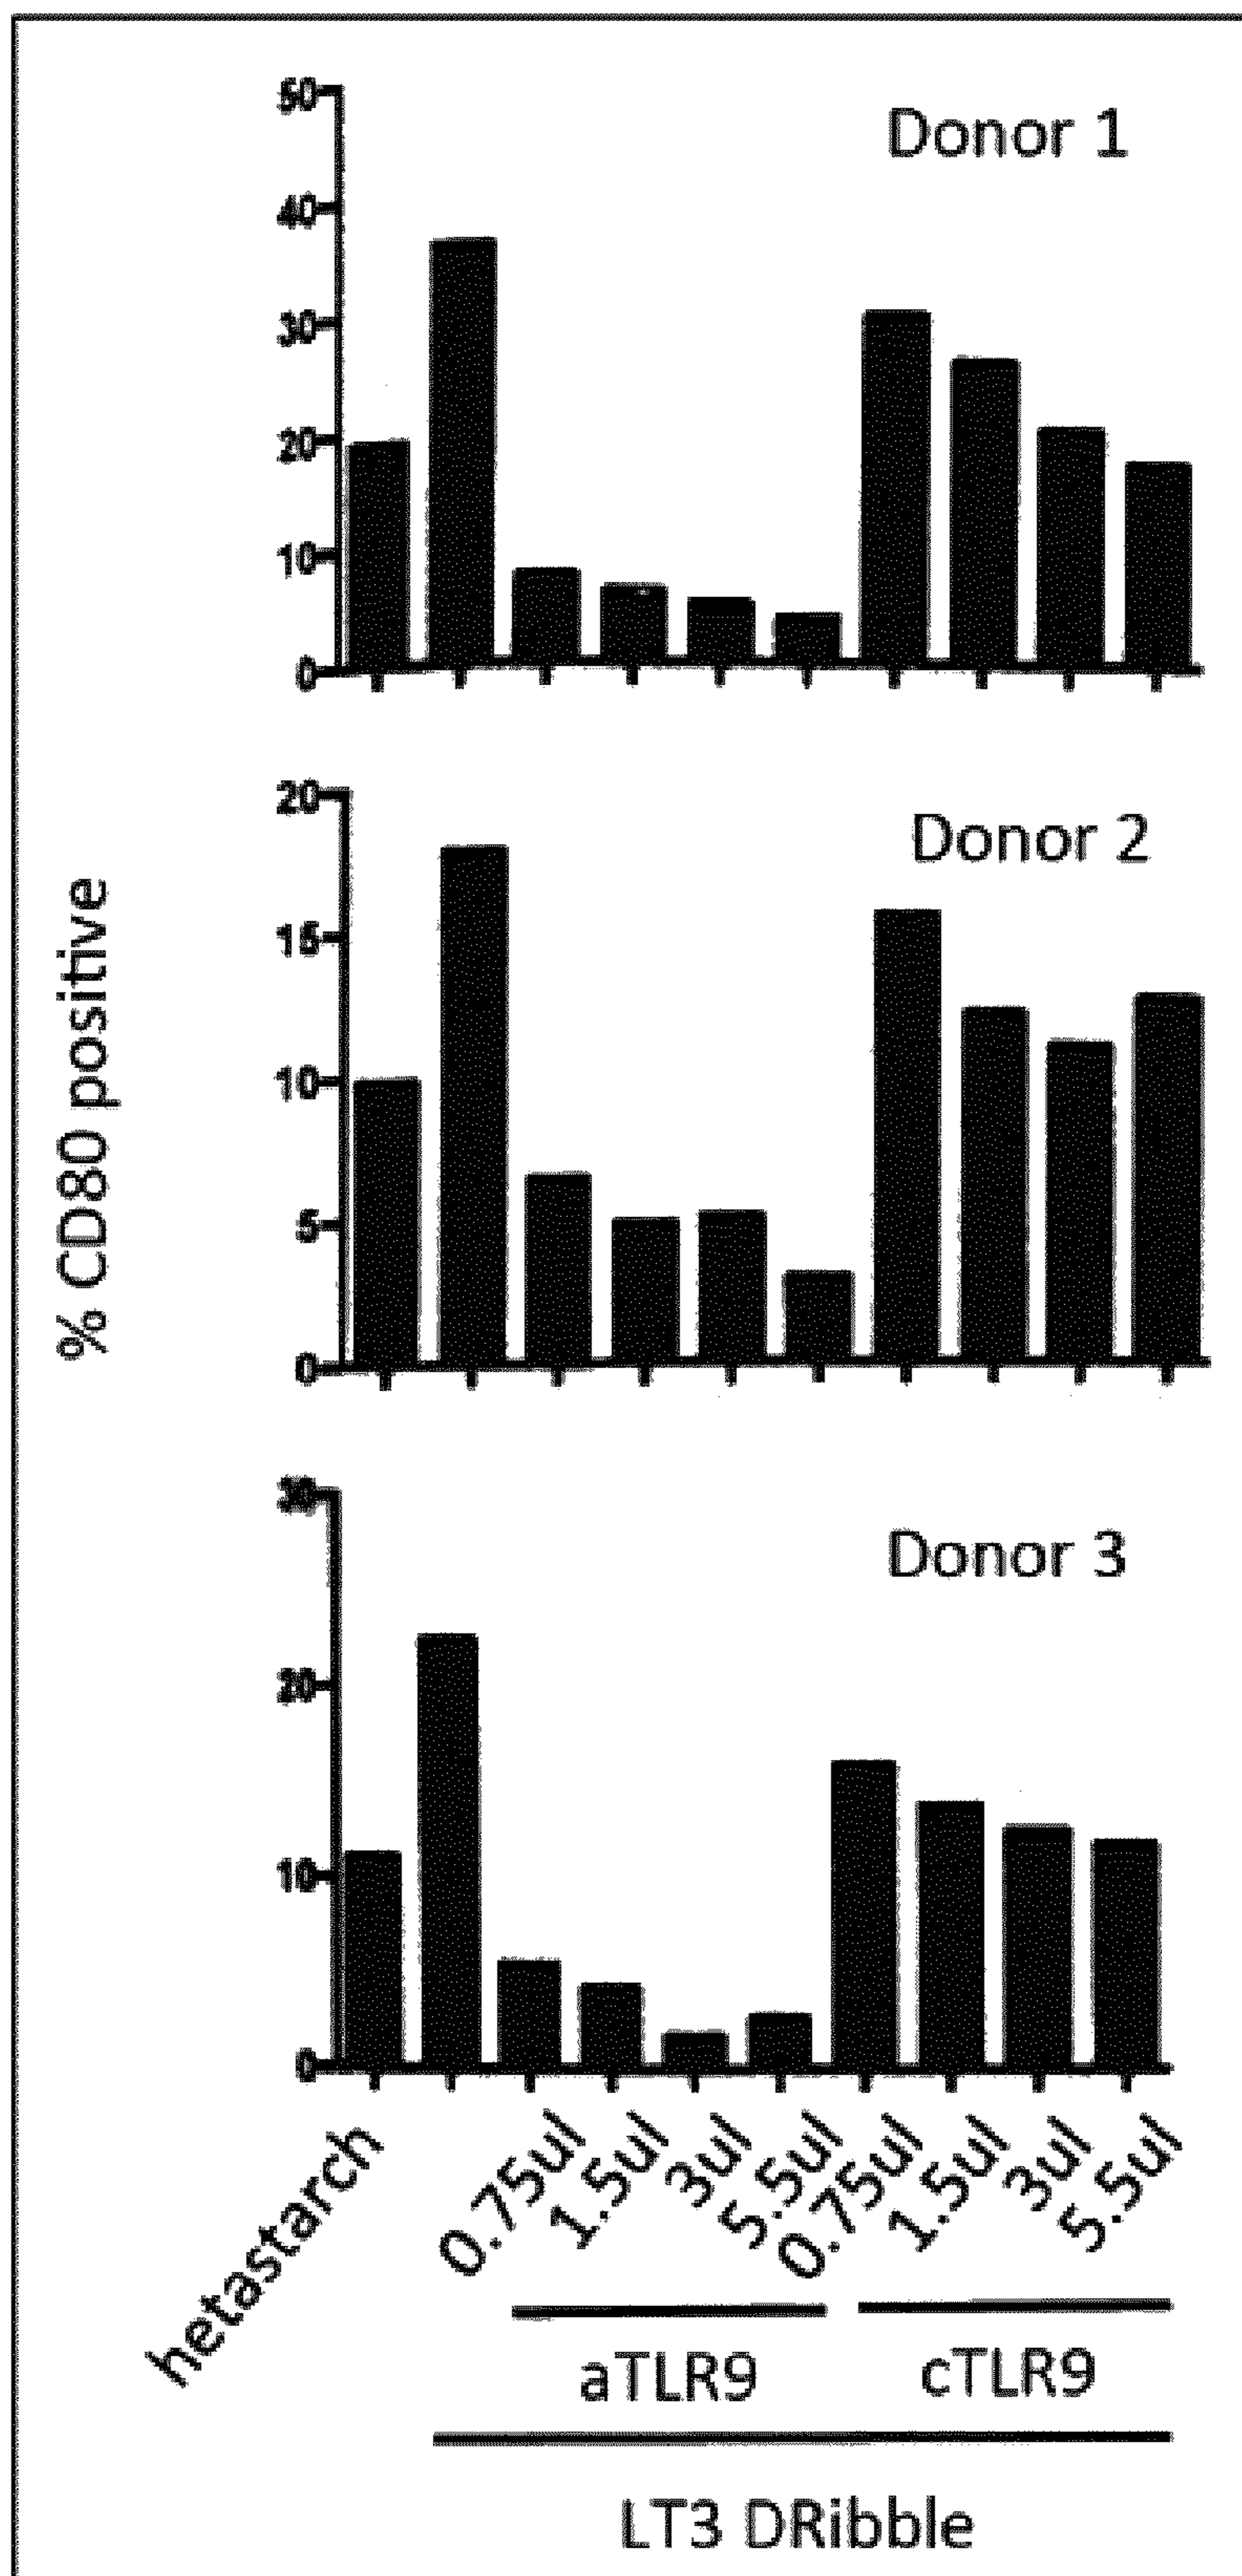 Donor 1
50
40
30
20
10
0
Donor 2
20
15
10
5
0
% CD80 positive
Donor 3
30
20
10
0
hetastarch
0.75ul
1.5ul
3ul
5.5ul
0.75ul
1.5ul
3ul
5.5ul
aTLR9
cTLR9
LT3 DRibble